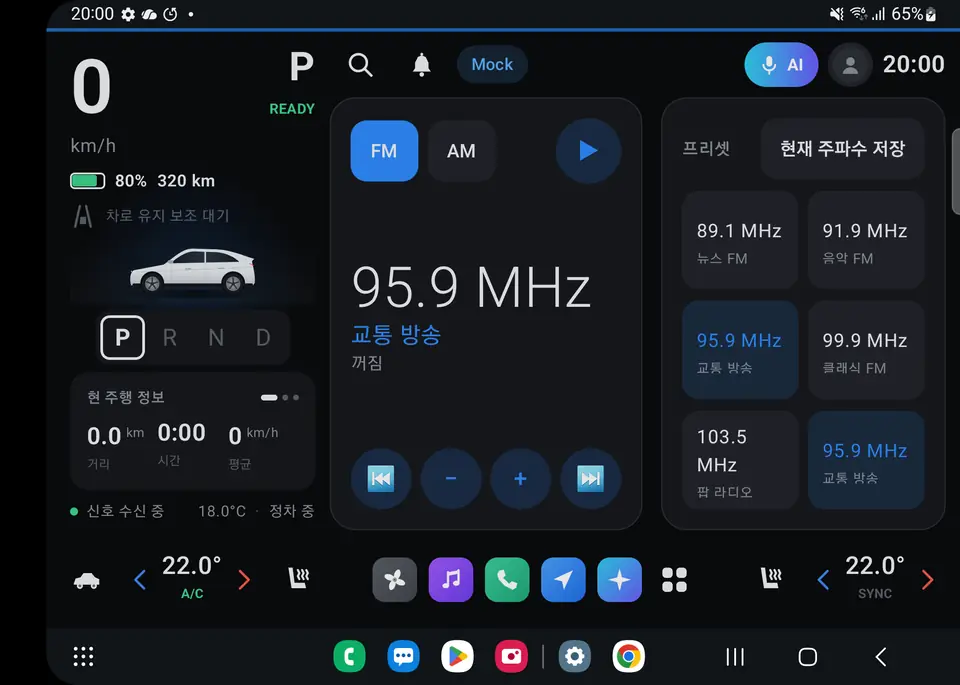 20:00
65%
0
P
READY
km/h
80% 320 km
차로 유지 보조 대기
P R N D
현 주행 정보
0.0 km 0:00 0 km/h
거리 시간 평균
신호 수신 중 18.0°C · 정차 중
Mock
AI
20:00
FM AM
95.9 MHz
교통 방송
꺼짐
− +
프리셋 현재 주파수 저장
89.1 MHz
뉴스 FM
91.9 MHz
음악 FM
95.9 MHz
교통 방송
99.9 MHz
클래식 FM
103.5
MHz
팝 라디오
95.9 MHz
교통 방송
22.0°
A/C
22.0°
SYNC